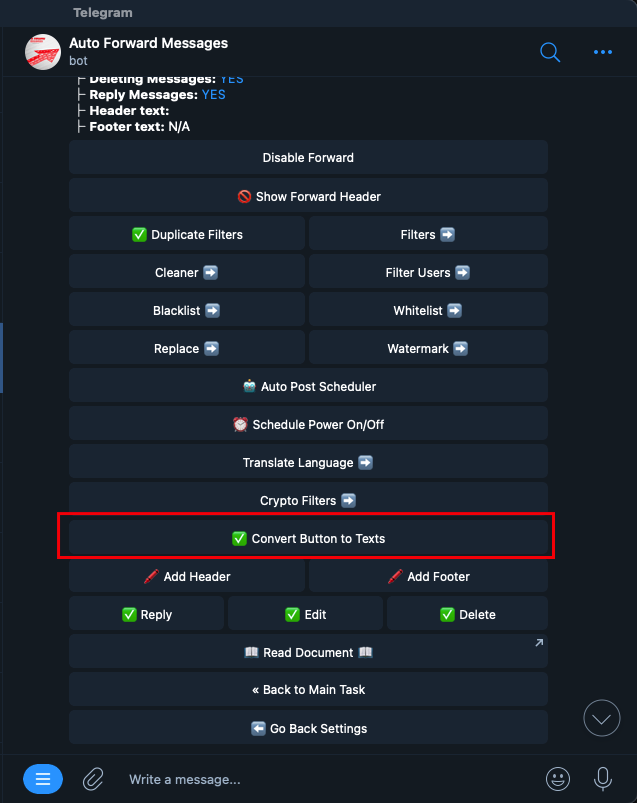 Telegram
Auto Forward Messages
bot
├ Deleting Messages: YES
├ Reply Messages: YES
├ Header text:
├ Footer text: N/A
Disable Forward
🚫 Show Forward Header
✅ Duplicate Filters
Filters ➡️
Cleaner ➡️
Filter Users ➡️
Blacklist ➡️
Whitelist ➡️
Replace ➡️
Watermark ➡️
🤖 Auto Post Scheduler
⏰ Schedule Power On/Off
Translate Language ➡️
Crypto Filters ➡️
✅ Convert Button to Texts
🖍 Add Header
🖍 Add Footer
✅ Reply
✅ Edit
✅ Delete
📖 Read Document 📖
« Back to Main Task
⬅️ Go Back Settings
Write a message...